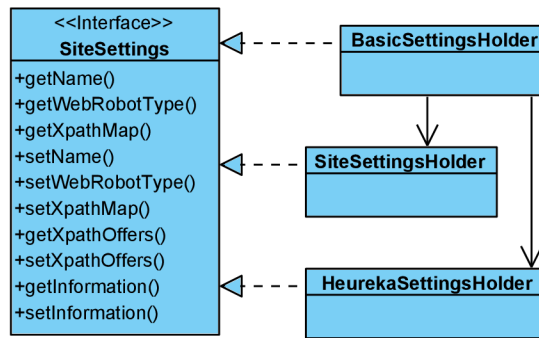 <<Interface>>
SiteSettings
+getName()
+getWebRobotType()
+getXpathMap()
+setName()
+setWebRobotType()
+setXpathMap()
+getXpathOffers()
+setXpathOffers()
+getInformation()
+setInformation()
BasicSettingsHolder
SiteSettingsHolder
HeurekaSettingsHolder